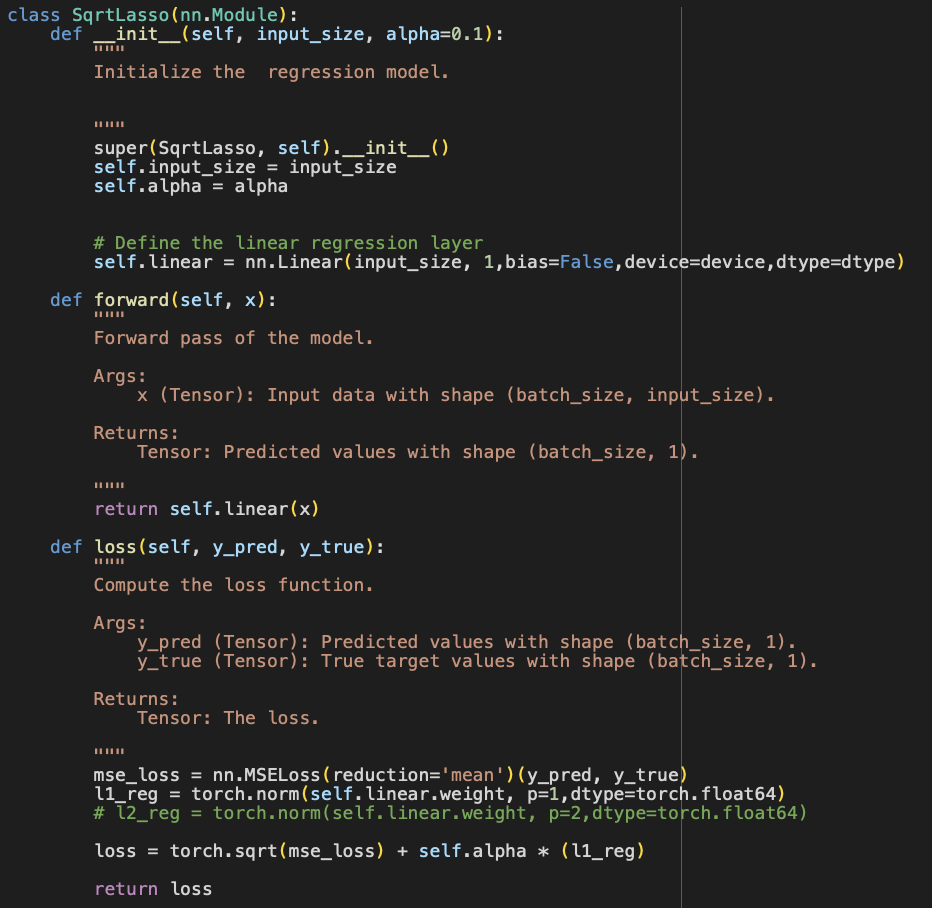 class SqrtLasso(nn.Module):
    def __init__(self, input_size, alpha=0.1):
        """
        Initialize the  regression model.
        """
        super(SqrtLasso, self).__init__()
        self.input_size = input_size
        self.alpha = alpha
        # Define the linear regression layer
        self.linear = nn.Linear(input_size, 1,bias=False,device=device,dtype=dtype)
    def forward(self, x):
        """
        Forward pass of the model.
        Args:
            x (Tensor): Input data with shape (batch_size, input_size).
        Returns:
            Tensor: Predicted values with shape (batch_size, 1).
        """
        return self.linear(x)
    def loss(self, y_pred, y_true):
        """
        Compute the loss function.
        Args:
            y_pred (Tensor): Predicted values with shape (batch_size, 1).
            y_true (Tensor): True target values with shape (batch_size, 1).
        Returns:
            Tensor: The loss.
        """
        mse_loss = nn.MSELoss(reduction='mean')(y_pred, y_true)
        l1_reg = torch.norm(self.linear.weight, p=1,dtype=torch.float64)
        # l2_reg = torch.norm(self.linear.weight, p=2,dtype=torch.float64)
        loss = torch.sqrt(mse_loss) + self.alpha * (l1_reg)
        return loss